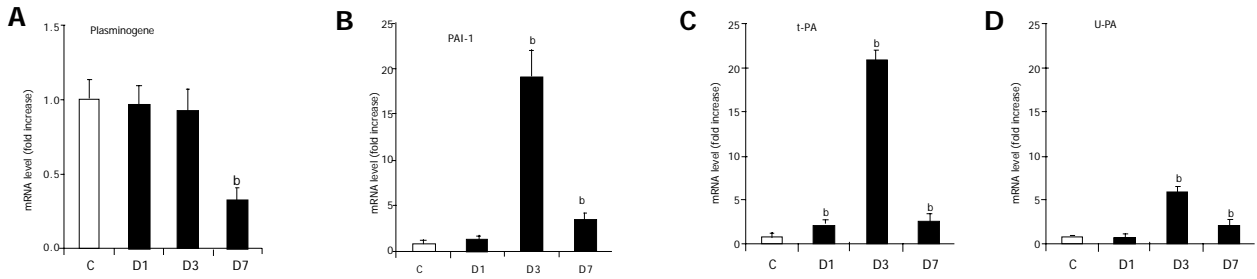 A
Plasminogene
mRNA level (fold increase)
1.5
1.0
0.5
0.0
b
C D1 D3 D7
B
PAI-1
mRNA level (fold increase)
25
20
15
10
5
0
b
b
C D1 D3 D7
C
t-PA
mRNA level (fold increase)
25
20
15
10
5
0
b
b
b
C D1 D3 D7
D
U-PA
mRNA level (fold increase)
25
20
15
10
5
0
b
b
C D1 D3 D7